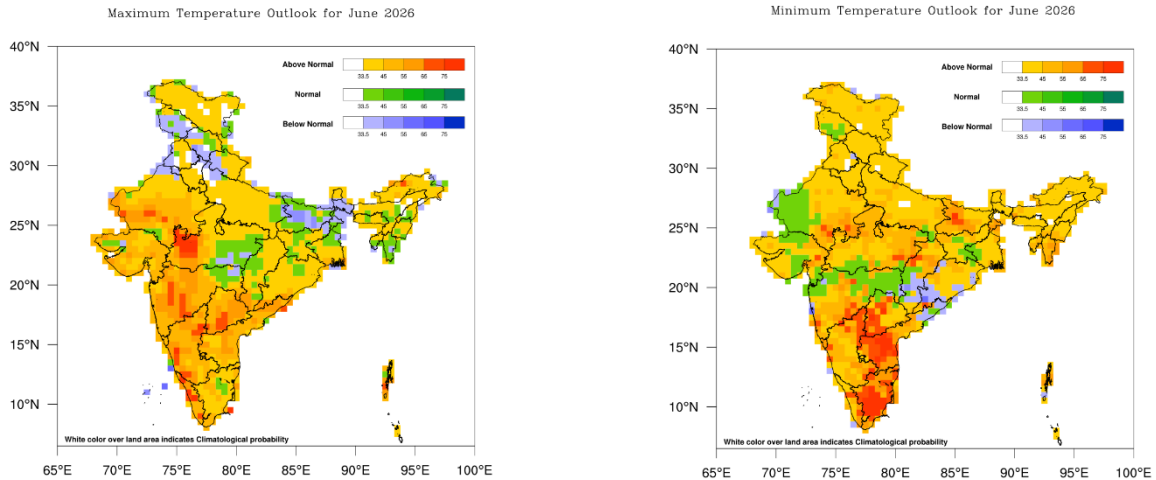 Maximum Temperature Outlook for June 2026
40°N
35°N
30°N
25°N
20°N
15°N
10°N
65°E 70°E 75°E 80°E 85°E 90°E 95°E 100°E
Above Normal
33.5 45 55 65 75
Normal
33.5 45 55 65 75
Below Normal
33.5 45 55 65 75
White color over land area indicates Climatological probability
Minimum Temperature Outlook for June 2026
40°N
35°N
30°N
25°N
20°N
15°N
10°N
65°E 70°E 75°E 80°E 85°E 90°E 95°E 100°E
Above Normal
33.5 45 55 65 75
Normal
33.5 45 55 65 75
Below Normal
33.5 45 55 65 75
White color over land area indicates Climatological probability